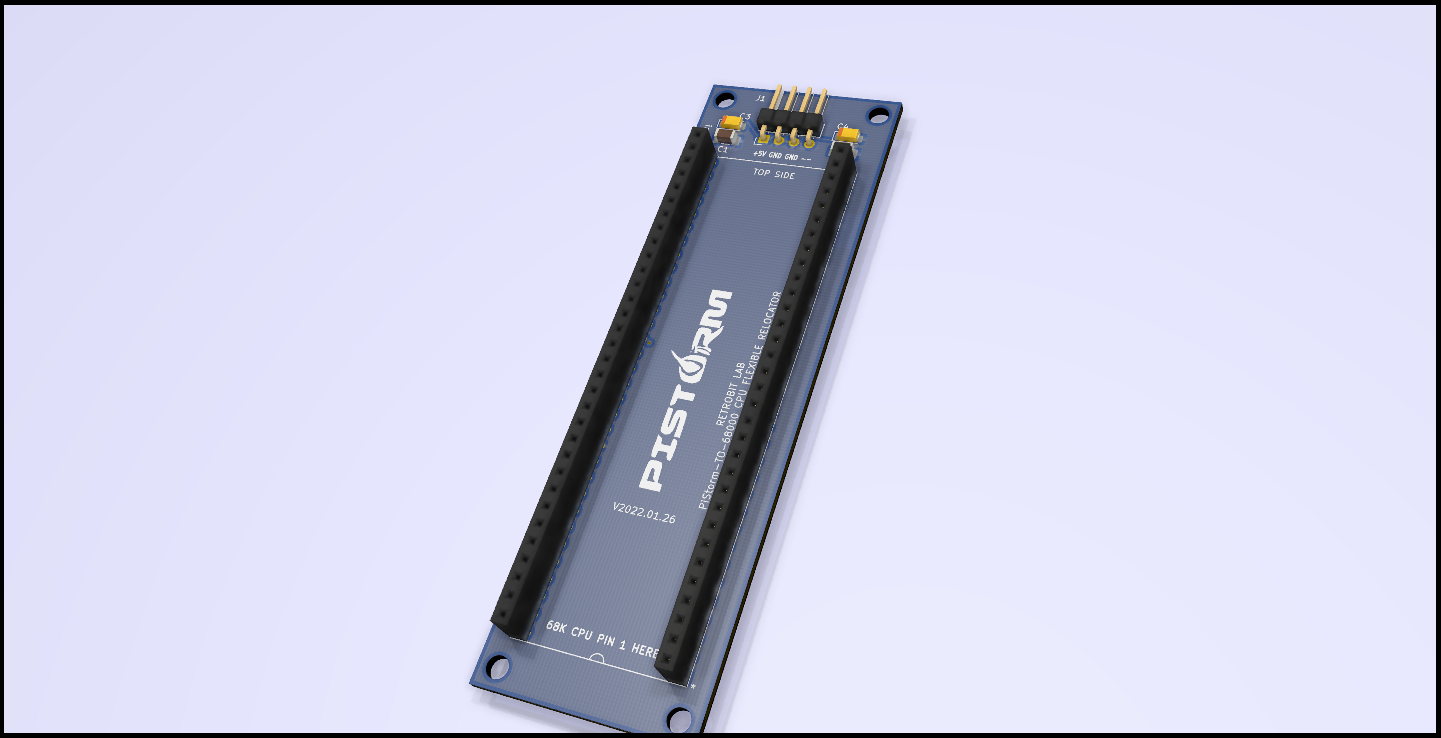 J1
C3
C4
C1
+5V GND GND --
TOP SIDE
PISTORM
RETROBIT LAB
PiStorm-TO-68000 CPU FLEXIBLE RELOCATOR
V2022.01.26
68K CPU PIN 1 HERE
*